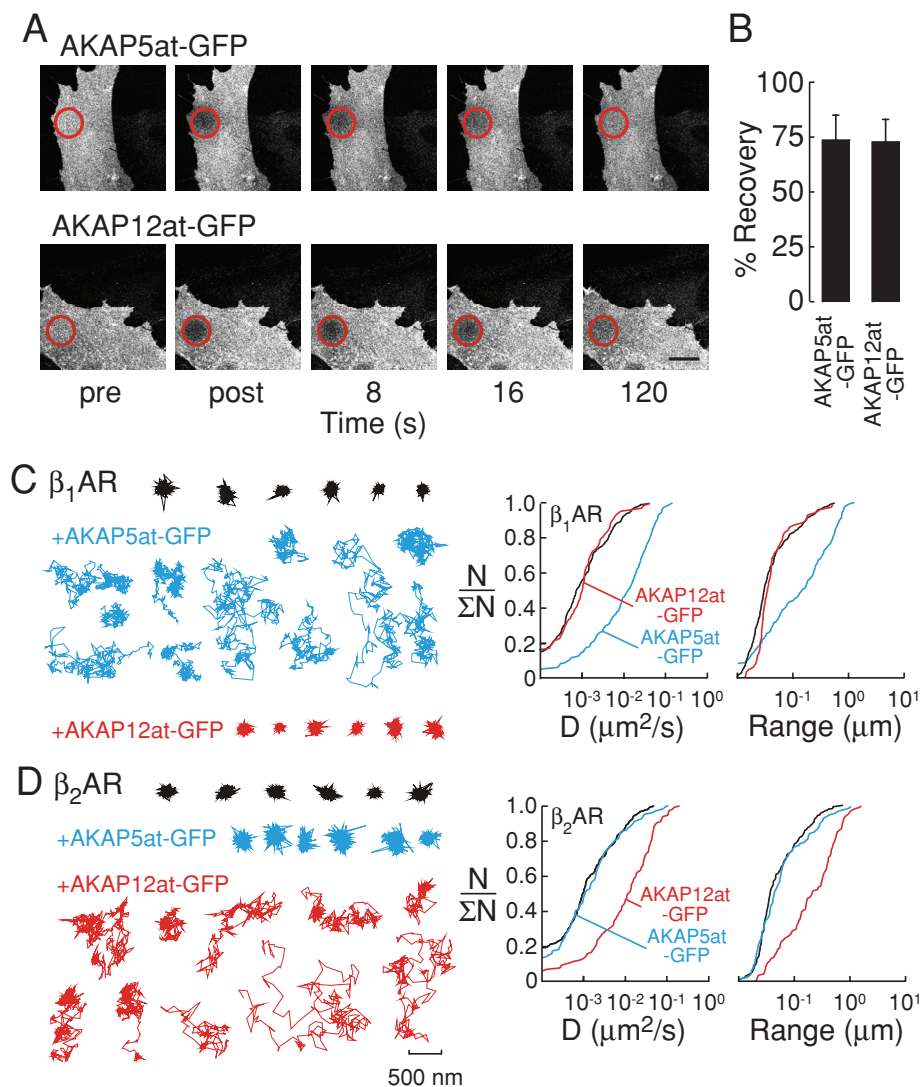 A
AKAP5at-GFP
AKAP12at-GFP
pre post 8 16 120
Time (s)
B
100
75
50
25
0
% Recovery
AKAP5at
-GFP
AKAP12at
-GFP
C β₁AR
+AKAP5at-GFP
+AKAP12at-GFP
β₁AR
1.0
0.8
0.6
0.4
0.2
0
N
ΣN
AKAP12at
-GFP
AKAP5at
-GFP
10⁻³ 10⁻² 10⁻¹ 10⁰
D (μm²/s)
10⁻¹ 10⁰ 10¹
Range (μm)
D β₂AR
+AKAP5at-GFP
+AKAP12at-GFP
500 nm
β₂AR
1.0
0.8
0.6
0.4
0.2
0
N
ΣN
AKAP12at
-GFP
AKAP5at
-GFP
10⁻³ 10⁻² 10⁻¹ 10⁰
D (μm²/s)
10⁻¹ 10⁰ 10¹
Range (μm)